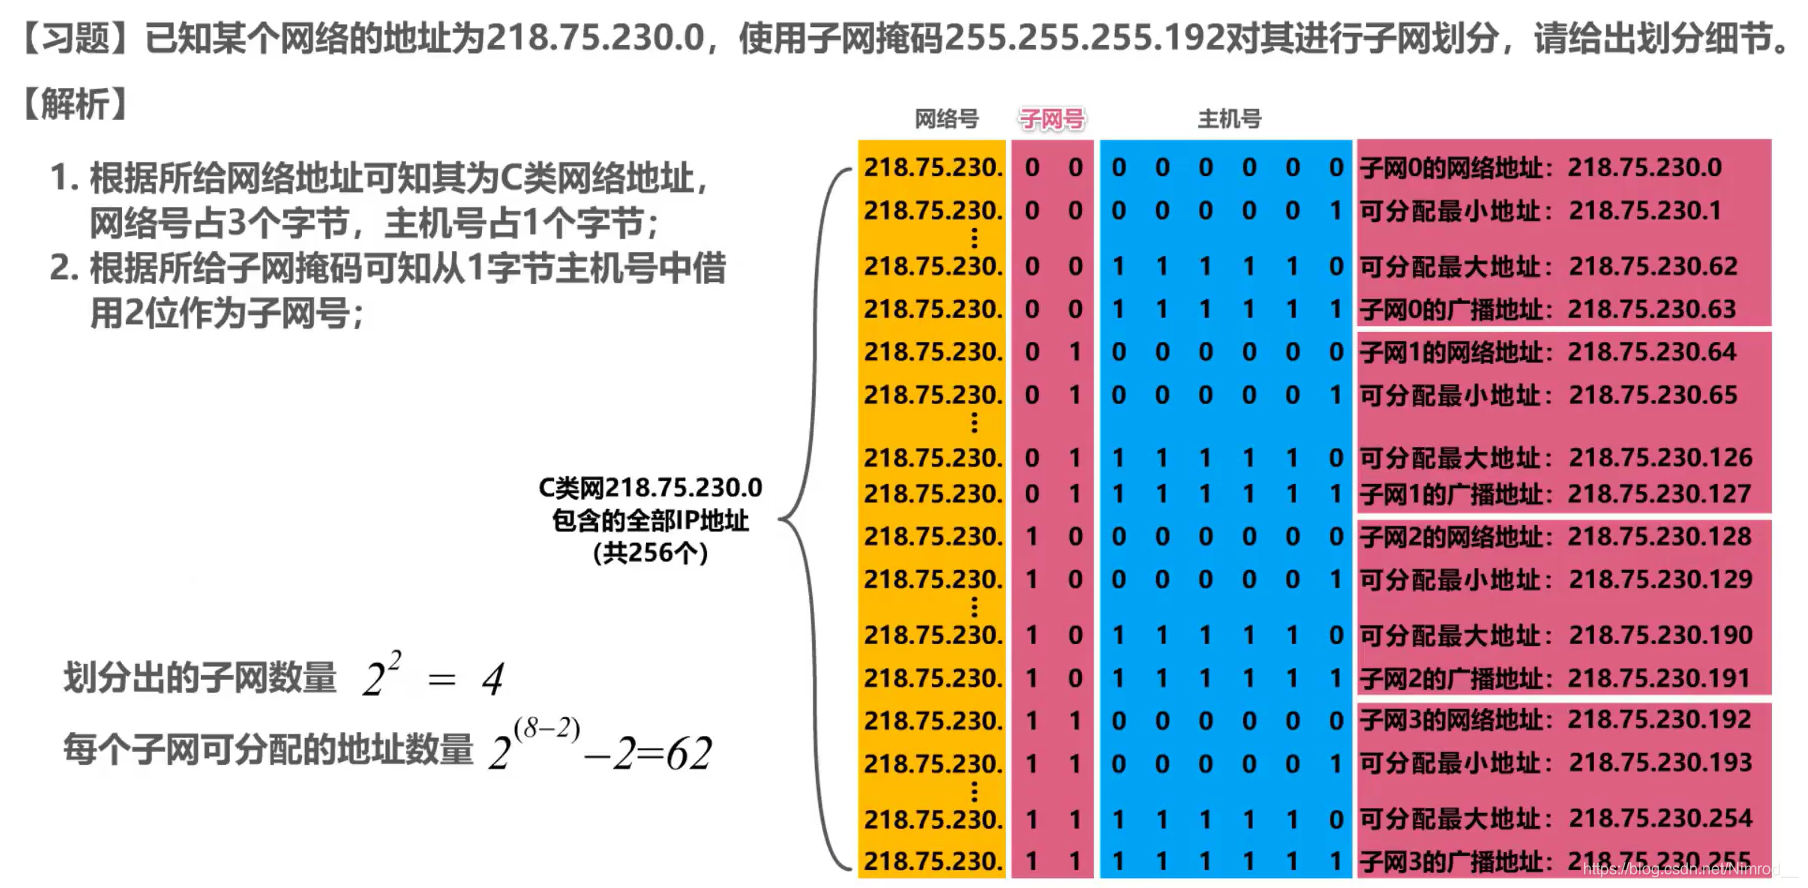 【习题】已知某个网络的地址为218.75.230.0，使用子网掩码255.255.255.192对其进行子网划分，请给出划分细节。
【解析】
1. 根据所给网络地址可知其为C类网络地址，
网络号占3个字节，主机号占1个字节；
2. 根据所给子网掩码可知从1字节主机号中借
用2位作为子网号；
划分出的子网数量 2^2 = 4
每个子网可分配的地址数量 2^(8-2) -2=62
C类网218.75.230.0
包含的全部IP地址
(共256个)
网络号 子网号 主机号
218.75.230. 0 0 0 0 0 0 0 0 子网0的网络地址：218.75.230.0
218.75.230. 0 0 0 0 0 0 0 1 可分配最小地址：218.75.230.1
⋮
218.75.230. 0 0 1 1 1 1 1 0 可分配最大地址：218.75.230.62
218.75.230. 0 0 1 1 1 1 1 1 子网0的广播地址：218.75.230.63
218.75.230. 0 1 0 0 0 0 0 0 子网1的网络地址：218.75.230.64
218.75.230. 0 1 0 0 0 0 0 1 可分配最小地址：218.75.230.65
⋮
218.75.230. 0 1 1 1 1 1 1 0 可分配最大地址：218.75.230.126
218.75.230. 0 1 1 1 1 1 1 1 子网1的广播地址：218.75.230.127
218.75.230. 1 0 0 0 0 0 0 0 子网2的网络地址：218.75.230.128
218.75.230. 1 0 0 0 0 0 0 1 可分配最小地址：218.75.230.129
⋮
218.75.230. 1 0 1 1 1 1 1 0 可分配最大地址：218.75.230.190
218.75.230. 1 0 1 1 1 1 1 1 子网2的广播地址：218.75.230.191
218.75.230. 1 1 0 0 0 0 0 0 子网3的网络地址：218.75.230.192
218.75.230. 1 1 0 0 0 0 0 1 可分配最小地址：218.75.230.193
⋮
218.75.230. 1 1 1 1 1 1 1 0 可分配最大地址：218.75.230.254
218.75.230. 1 1 1 1 1 1 1 1 子网3的广播地址：218.75.230.255
https://blog.csdn.net/Nimrod__